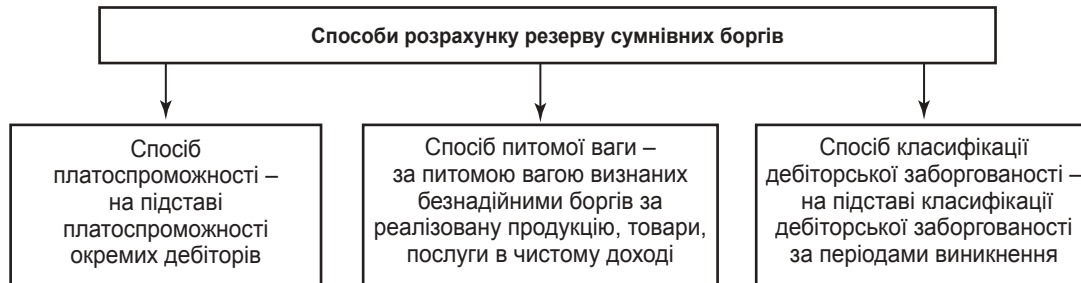 Способи розрахунку резерву сумнівних боргів
Спосіб
платоспроможності –
на підставі
платоспроможності
окремих дебіторів
Спосіб питомої ваги –
за питомою вагою визнаних
безнадійними боргів за
реалізовану продукцію, товари,
послуги в чистому доході
Спосіб класифікації
дебіторської заборгованості –
на підставі класифікації
дебіторської заборгованості
за періодами виникнення